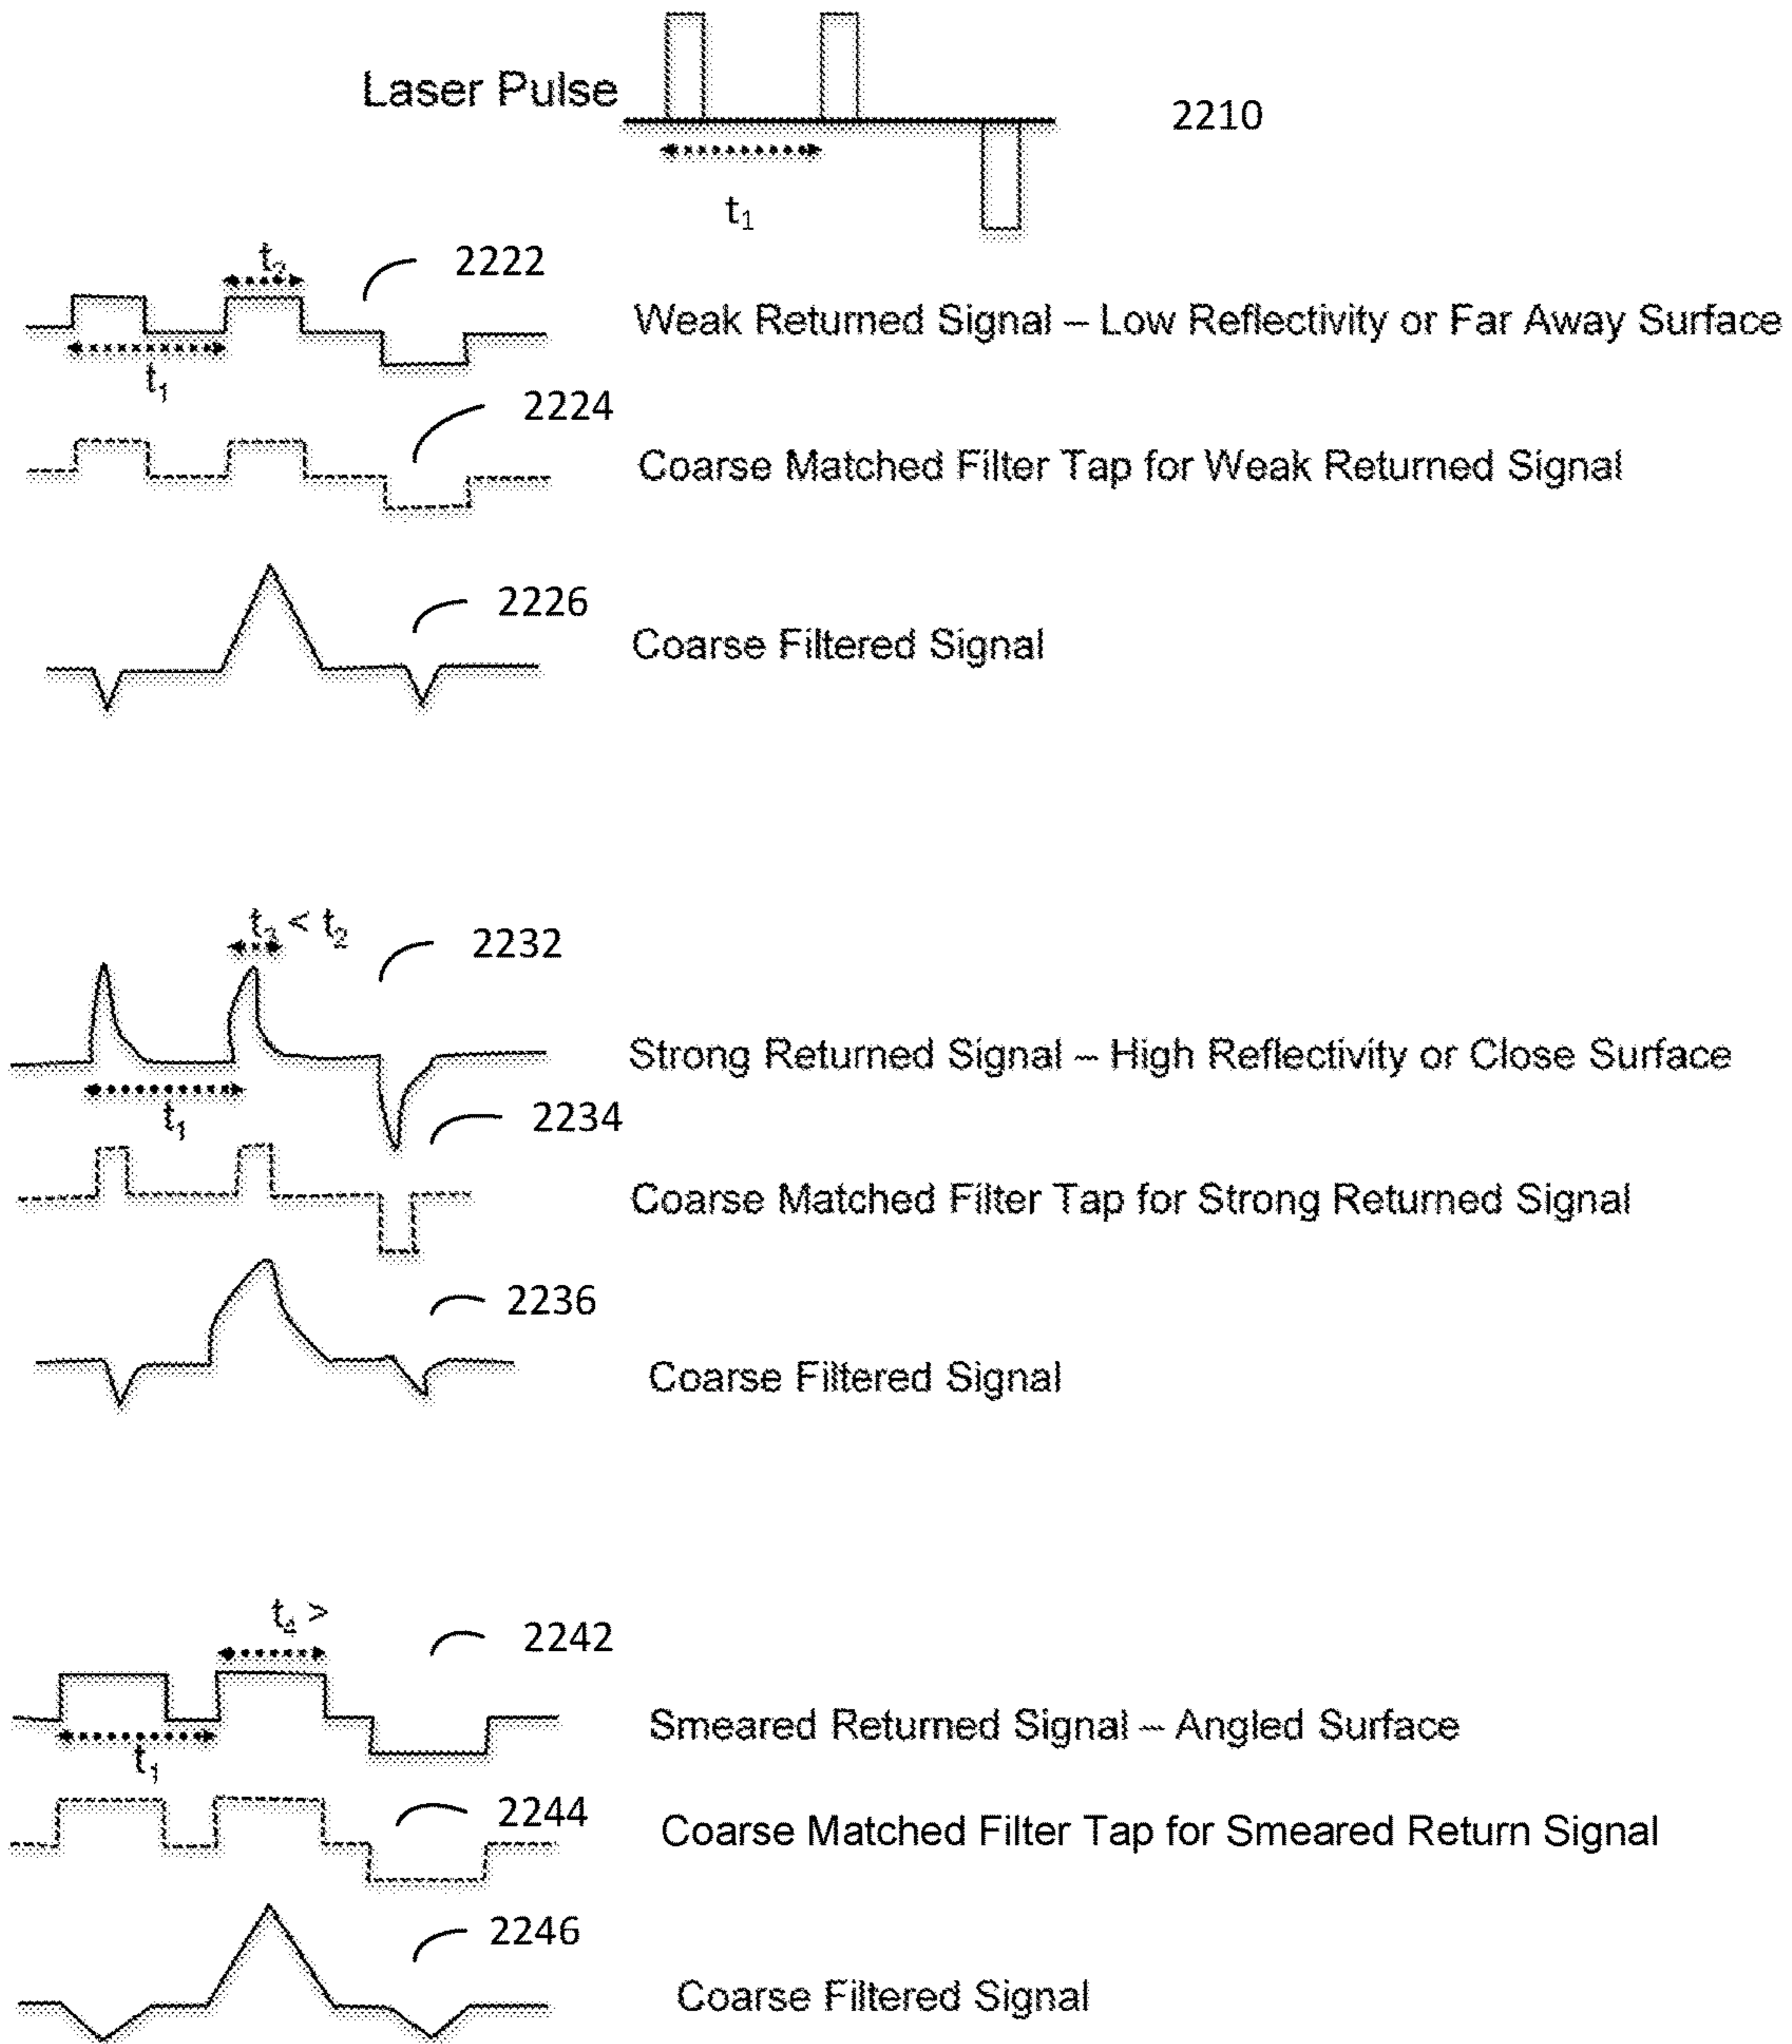 Laser Pulse
2210
t₁
t₂
2222
Weak Returned Signal – Low Reflectivity or Far Away Surface
t₁
2224
Coarse Matched Filter Tap for Weak Returned Signal
2226
Coarse Filtered Signal
t₃ < t₂
2232
Strong Returned Signal – High Reflectivity or Close Surface
t₁
2234
Coarse Matched Filter Tap for Strong Returned Signal
2236
Coarse Filtered Signal
t₄ >
2242
Smeared Returned Signal – Angled Surface
t₁
2244
Coarse Matched Filter Tap for Smeared Return Signal
2246
Coarse Filtered Signal